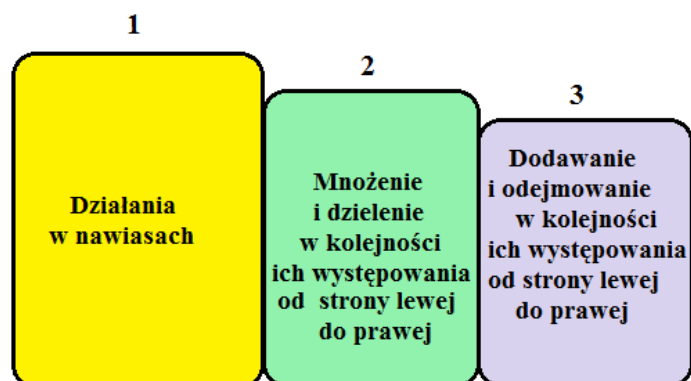 1
Działania
w nawiasach
2
Mnożenie
i dzielenie
w kolejności
ich występowania
od strony lewej
do prawej
3
Dodawanie
i odejmowanie
w kolejności
ich występowania
od strony lewej
do prawej